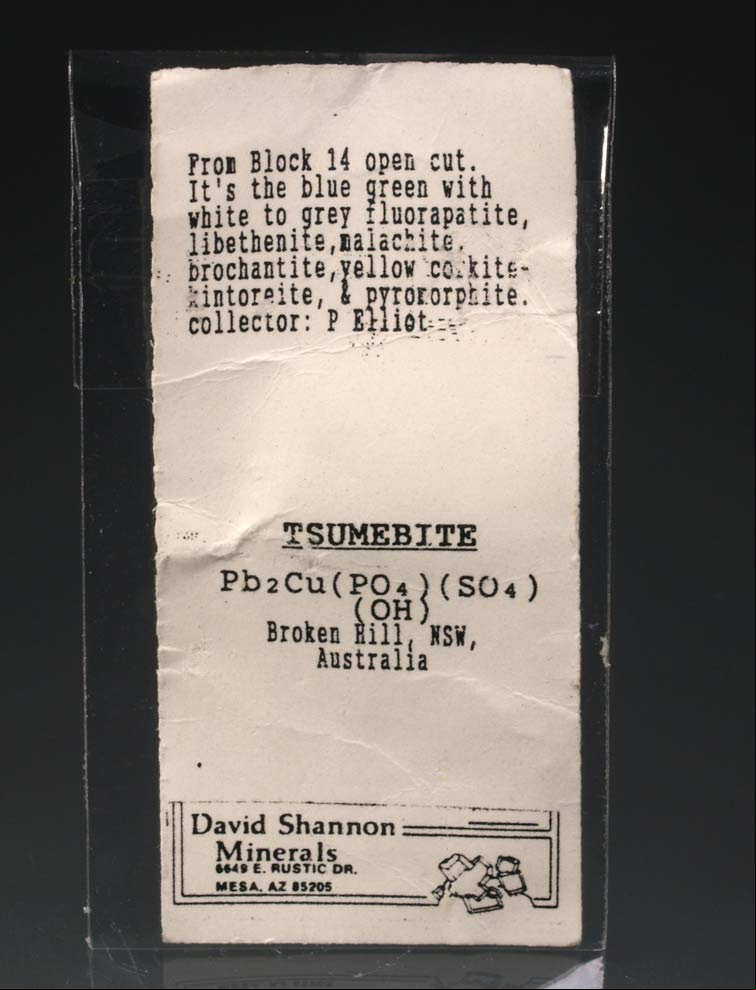 From Block 14 open cut.
It's the blue green with
white to grey fluorapatite,
libethenite,malachite.
brochantite,yellow corkite-
kintoreite, & pyromorphite.
collector: P Elliot
TSUMEBITE
Pb₂Cu(PO₄)(SO₄)
(OH)
Broken Hill, NSW,
Australia
David Shannon
Minerals
6649 E. RUSTIC DR.
MESA. AZ 85205